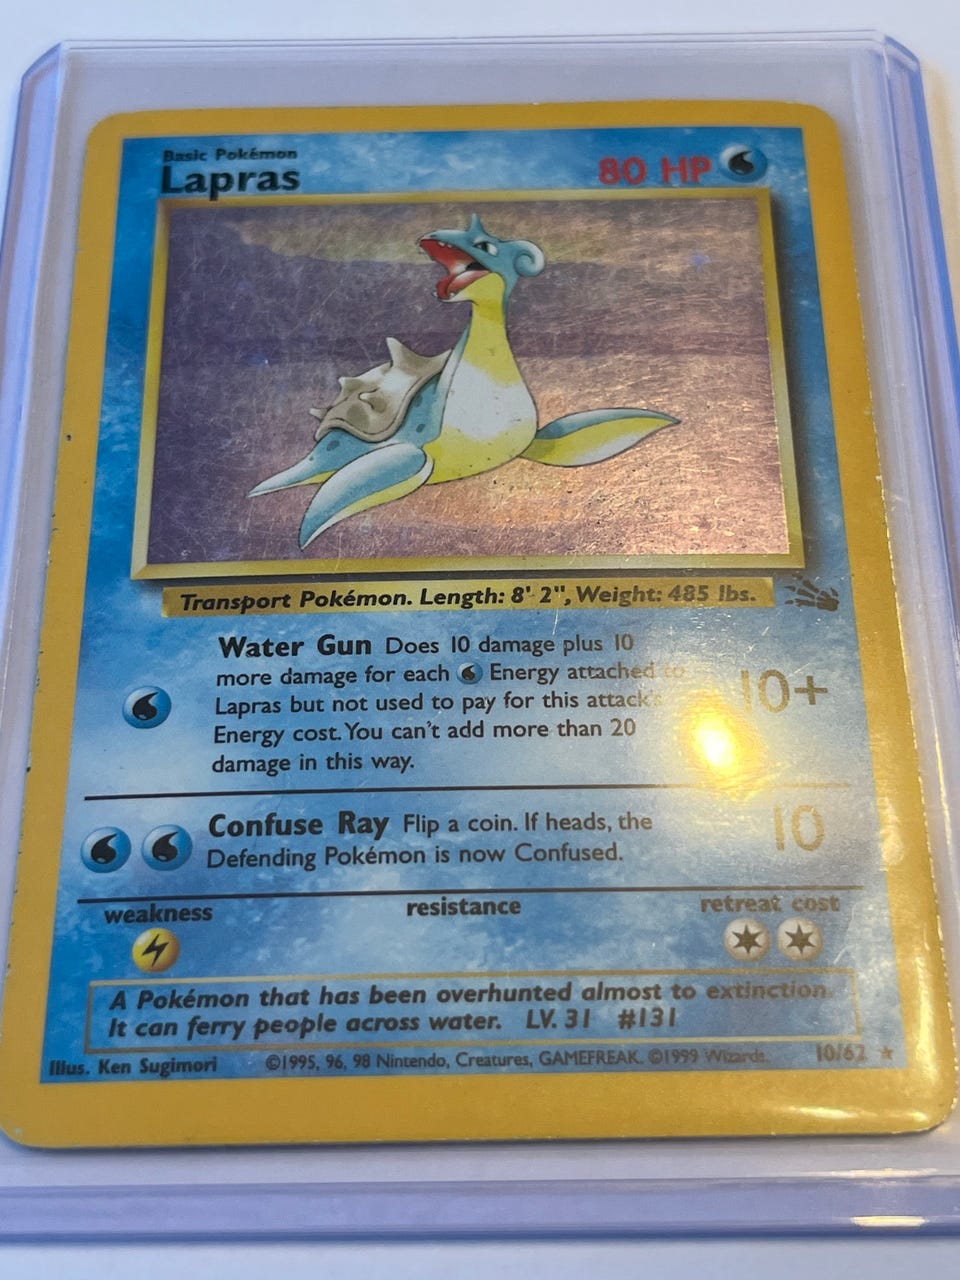 Basic Pokémon
Lapras
80 HP
Transport Pokémon. Length: 8' 2", Weight: 485 lbs.
Water Gun Does 10 damage plus 10
more damage for each Energy attached to
Lapras but not used to pay for this attack's
Energy cost. You can't add more than 20
damage in this way.
10+
Confuse Ray Flip a coin. If heads, the
Defending Pokémon is now Confused.
10
weakness
resistance
retreat cost
A Pokémon that has been overhunted almost to extinction.
It can ferry people across water. LV. 31 #131
Illus. Ken Sugimori
©1995, 96, 98 Nintendo, Creatures, GAMEFREAK. ©1999 Wizards.
10/62 ★